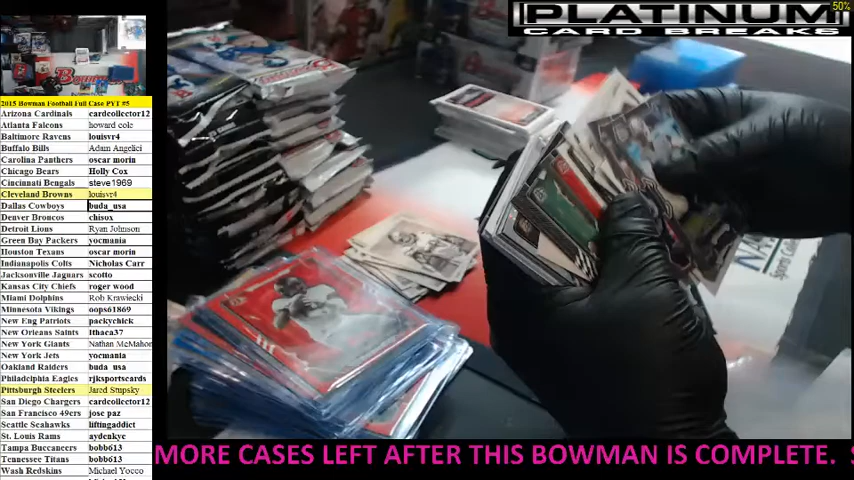 50%
PLATINUM
CARD BREAKS
2015 Bowman Football Full Case PYT #5
Arizona Cardinals cardcollector12
Atlanta Falcons howard cole
Baltimore Ravens louisvr4
Buffalo Bills Adam Angelici
Carolina Panthers oscar morin
Chicago Bears Holly Cox
Cincinnati Bengals steve1969
Cleveland Browns louisvr4
Dallas Cowboys buda_usa
Denver Broncos chisox
Detroit Lions Ryan Johnson
Green Bay Packers yocmania
Houston Texans oscar morin
Indianapolis Colts Nicholas Carr
Jacksonville Jaguars scotto
Kansas City Chiefs roger wood
Miami Dolphins Rob Krawiecki
Minnesota Vikings oops61869
New Eng Patriots packychick
New Orleans Saints Ithaca37
New York Giants Nathan McMahon
New York Jets yocmania
Oakland Raiders buda_usa
Philadelphia Eagles rjksportscards
Pittsburgh Steelers Jared Stupsky
San Diego Chargers cardcollector12
San Francisco 49ers jose paz
Seattle Seahawks liftingaddict
St. Louis Rams aydenkyc
Tampa Buccaneers bobb613
Tennessee Titans bobb613
Wash Redskins Michael Yocco
MORE CASES LEFT AFTER THIS BOWMAN IS COMPLETE.